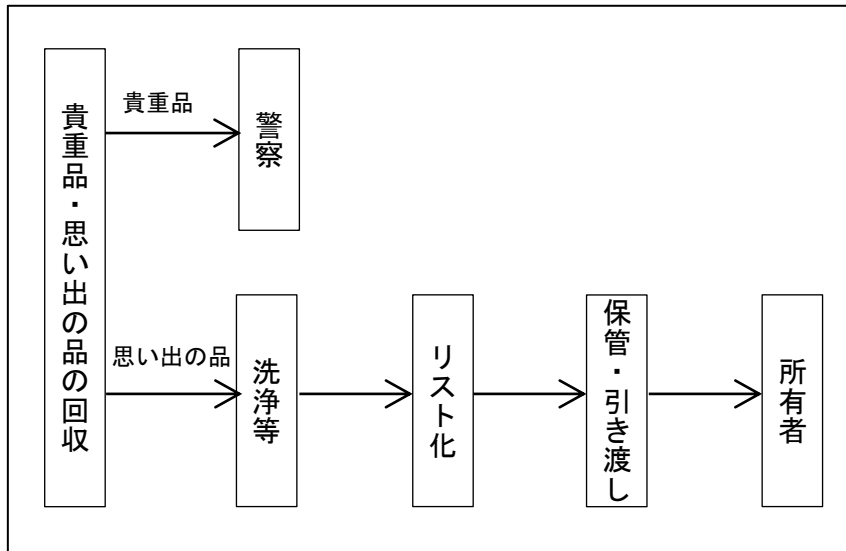 貴重品・思い出の品の回収
貴重品
警察
思い出の品
洗浄等
リスト化
保管・引き渡し
所有者